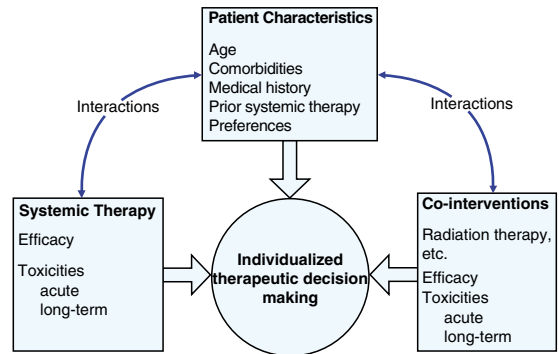 Patient Characteristics
Age
Comorbidities
Medical history
Prior systemic therapy
Preferences
Interactions
Interactions
Systemic Therapy
Efficacy
Toxicities
acute
long-term
Individualized
therapeutic decision
making
Co-interventions
Radiation therapy,
etc.
Efficacy
Toxicities
acute
long-term